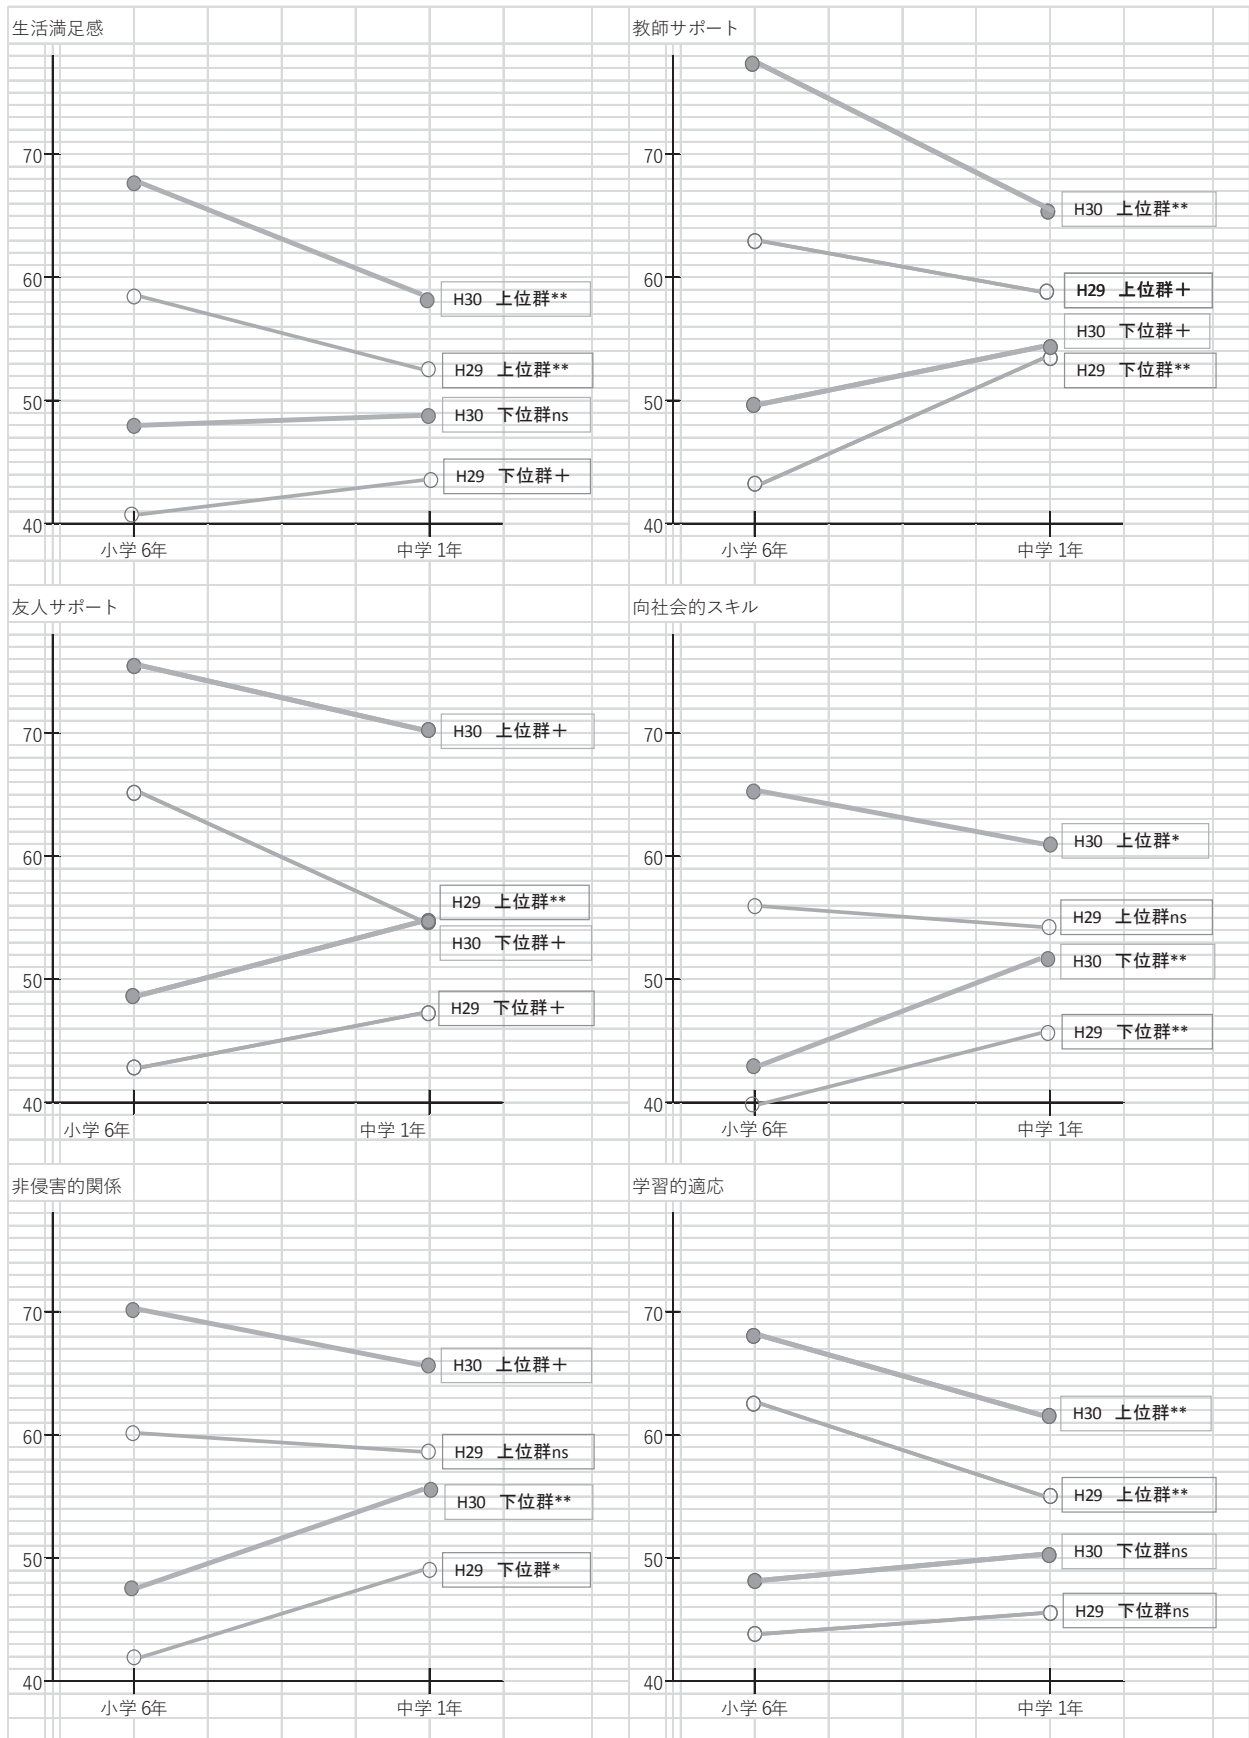 生活満足感
70
60
50
40
H30 上位群**
H29 上位群**
H30 下位群ns
H29 下位群＋
小学 6年
中学 1年
教師サポート
70
60
50
40
H30 上位群**
H29 上位群＋
H30 下位群＋
H29 下位群**
小学 6年
中学 1年
友人サポート
70
60
50
40
H30 上位群＋
H29 上位群**
H30 下位群＋
H29 下位群＋
小学 6年
中学 1年
向社会的スキル
70
60
50
40
H30 上位群*
H29 上位群ns
H30 下位群**
H29 下位群**
小学 6年
中学 1年
非侵害的関係
70
60
50
40
H30 上位群＋
H29 上位群ns
H30 下位群**
H29 下位群*
小学 6年
中学 1年
学習的適応
70
60
50
40
H30 上位群**
H29 上位群**
H30 下位群ns
H29 下位群ns
小学 6年
中学 1年